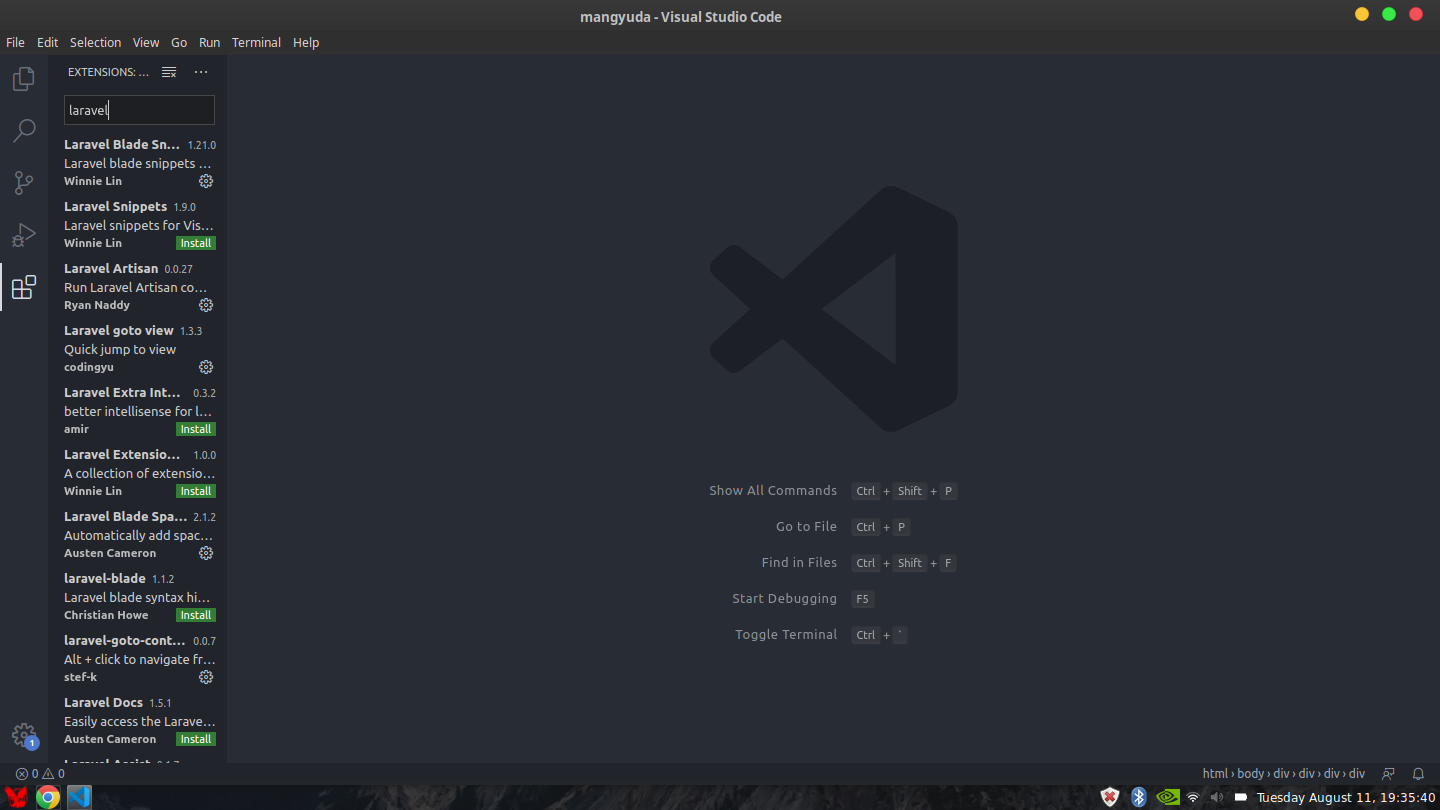 mangyuda - Visual Studio Code
File Edit Selection View Go Run Terminal Help
EXTENSIONS: ...
laravel
Laravel Blade Sn... 1.21.0
Laravel blade snippets ...
Winnie Lin
Laravel Snippets 1.9.0
Laravel snippets for Vis...
Winnie Lin Install
Laravel Artisan 0.0.27
Run Laravel Artisan co...
Ryan Naddy
Laravel goto view 1.3.3
Quick jump to view
codingyu
Laravel Extra Int... 0.3.2
better intellisense for l...
amir Install
Laravel Extensio... 1.0.0
A collection of extensio...
Winnie Lin Install
Laravel Blade Spa... 2.1.2
Automatically add spac...
Austen Cameron
laravel-blade 1.1.2
Laravel blade syntax hi...
Christian Howe Install
laravel-goto-cont... 0.0.7
Alt + click to navigate fr...
stef-k
Laravel Docs 1.5.1
Easily access the Larave...
Austen Cameron Install
Show All Commands Ctrl + Shift + P
Go to File Ctrl + P
Find in Files Ctrl + Shift + F
Start Debugging F5
Toggle Terminal Ctrl + `
1
0 0
html › body › div › div › div › div
Tuesday August 11, 19:35:40